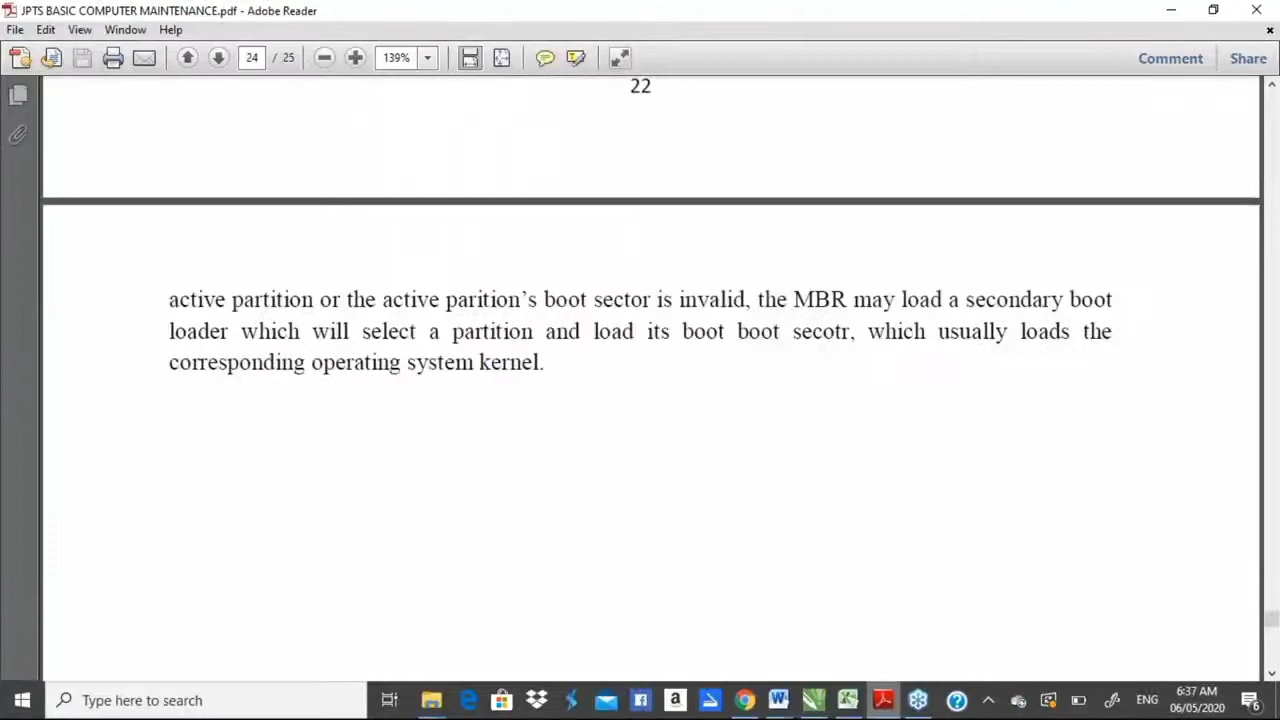 JPTS BASIC COMPUTER MAINTENANCE.pdf - Adobe Reader
File Edit View Window Help
24 / 25 139% Comment Share
22
active partition or the active parition’s boot sector is invalid, the MBR may load a secondary boot
loader which will select a partition and load its boot boot secotr, which usually loads the
corresponding operating system kernel.
Type here to search
ENG
6:37 AM
06/05/2020
6